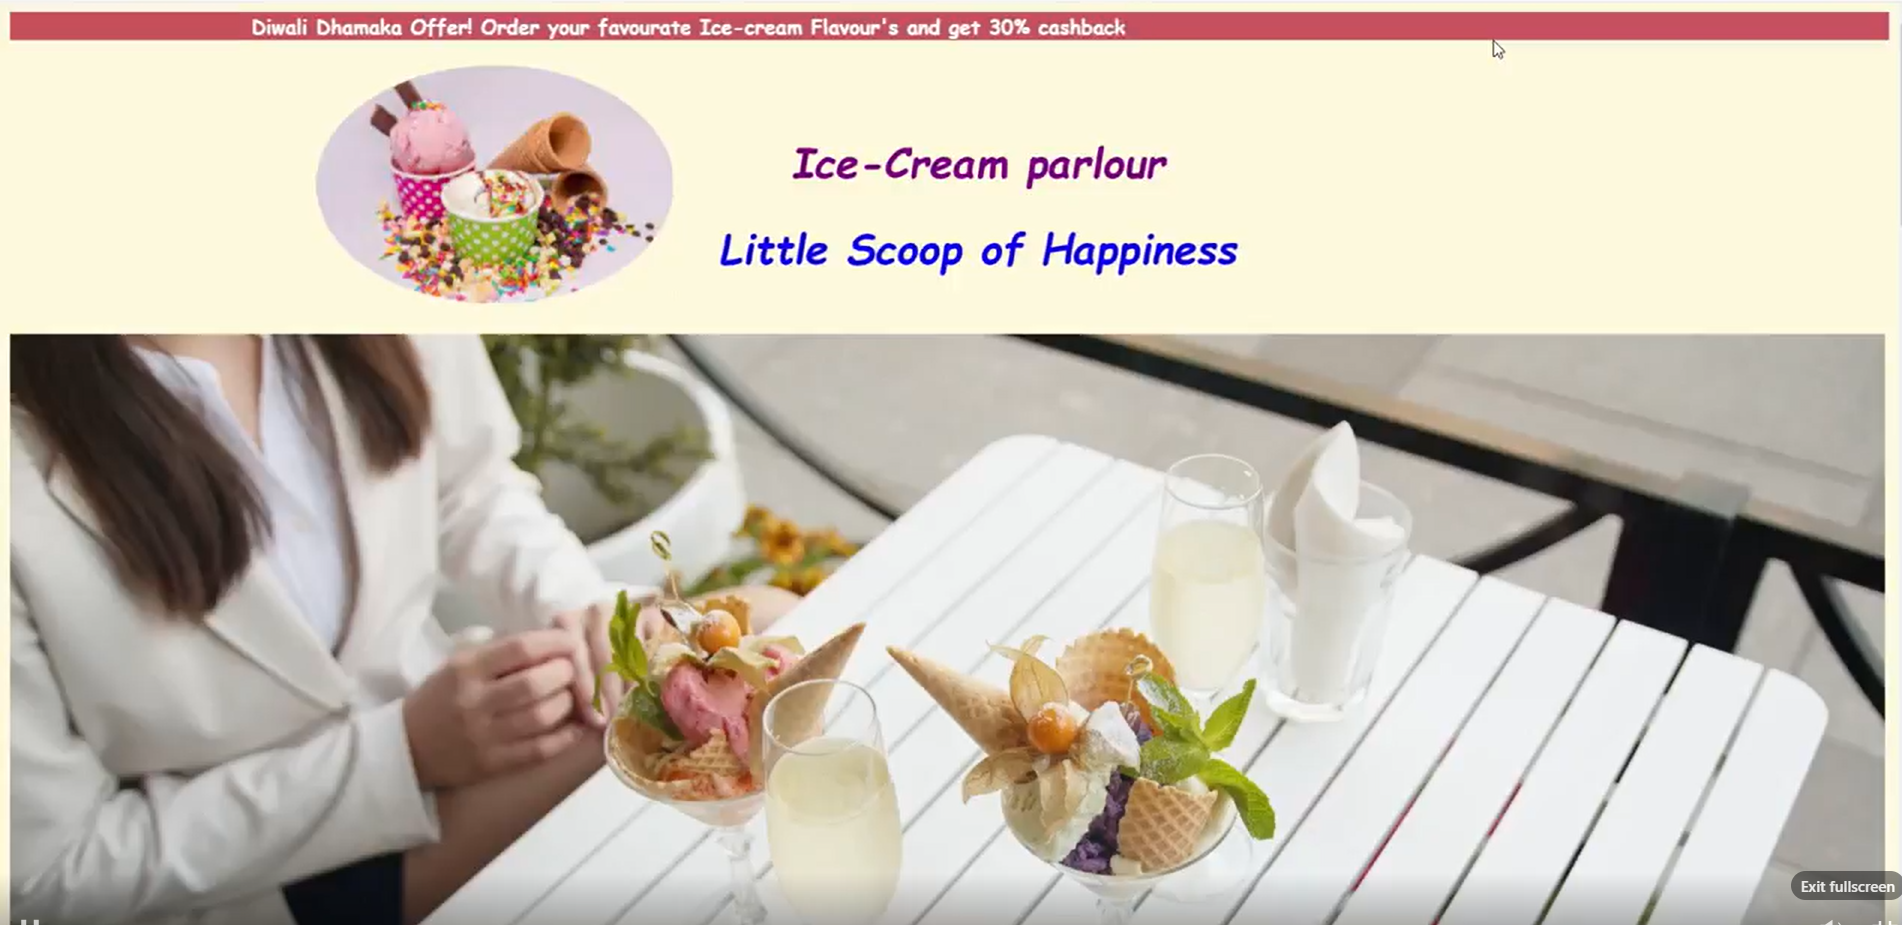 Diwali Dhamaka Offer! Order your favourate Ice-cream Flavour's and get 30% cashback
Ice-Cream parlour
Little Scoop of Happiness
Exit fullscreen